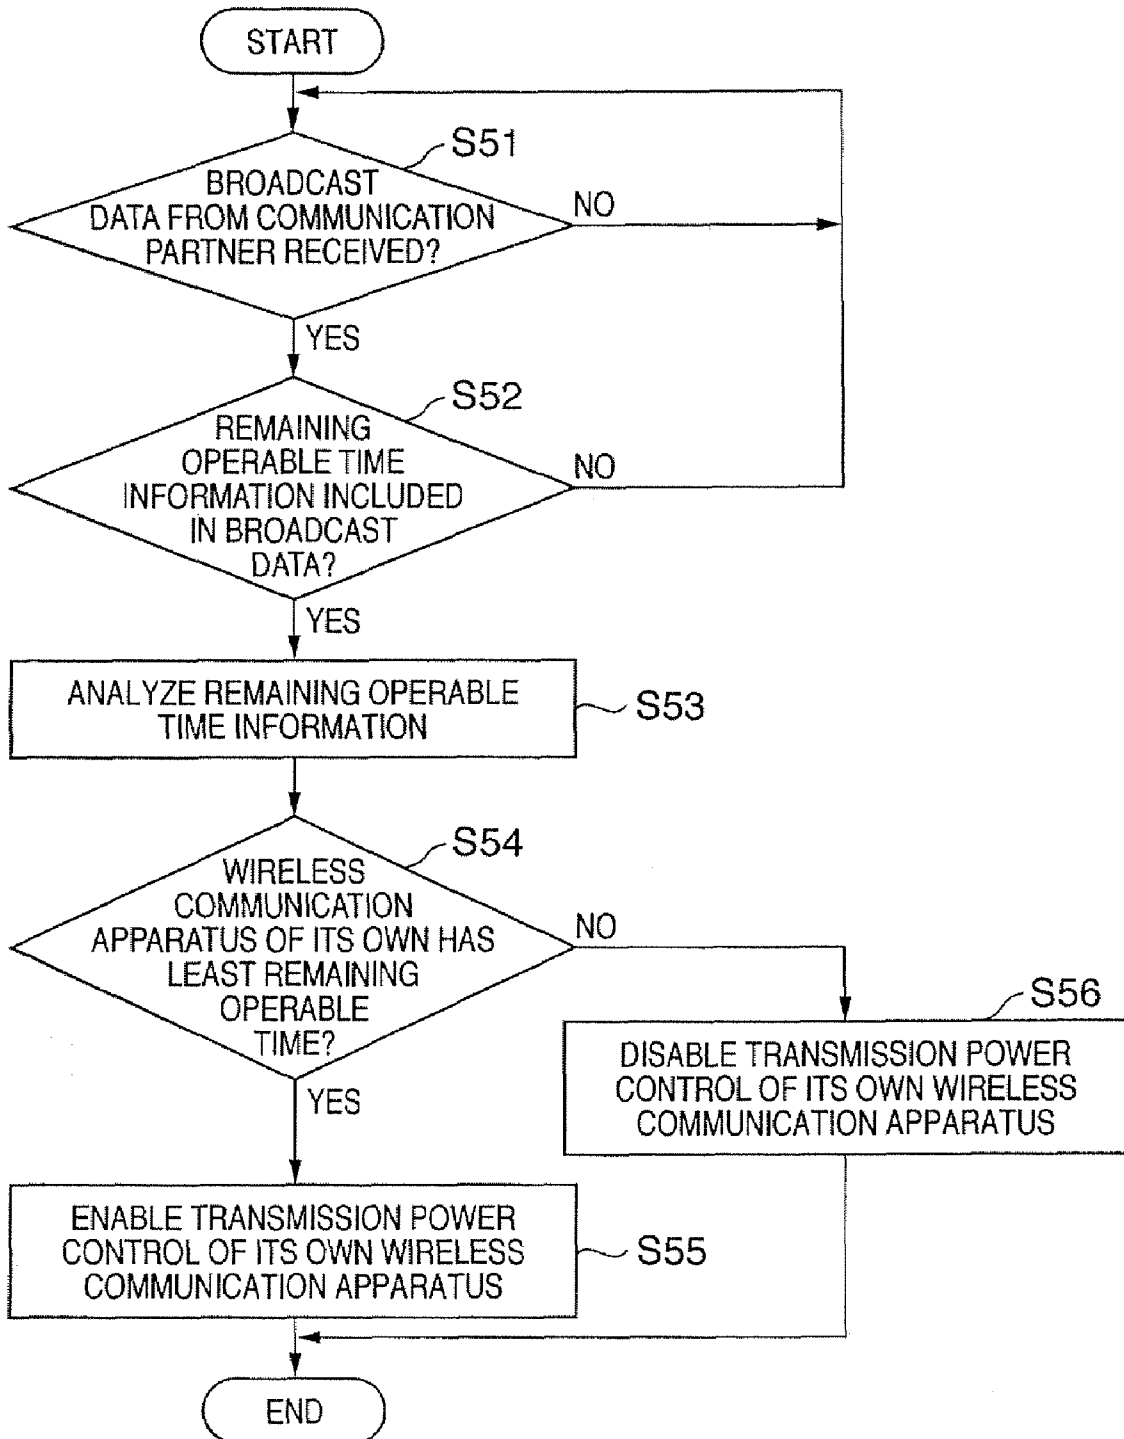 START
S51
BROADCAST
DATA FROM COMMUNICATION
PARTNER RECEIVED?
NO
YES
S52
REMAINING
OPERABLE TIME
INFORMATION INCLUDED
IN BROADCAST
DATA?
NO
YES
ANALYZE REMAINING OPERABLE
TIME INFORMATION
S53
S54
WIRELESS
COMMUNICATION
APPARATUS OF ITS OWN HAS
LEAST REMAINING
OPERABLE
TIME?
NO
YES
S56
DISABLE TRANSMISSION POWER
CONTROL OF ITS OWN WIRELESS
COMMUNICATION APPARATUS
ENABLE TRANSMISSION POWER
CONTROL OF ITS OWN WIRELESS
COMMUNICATION APPARATUS
S55
END